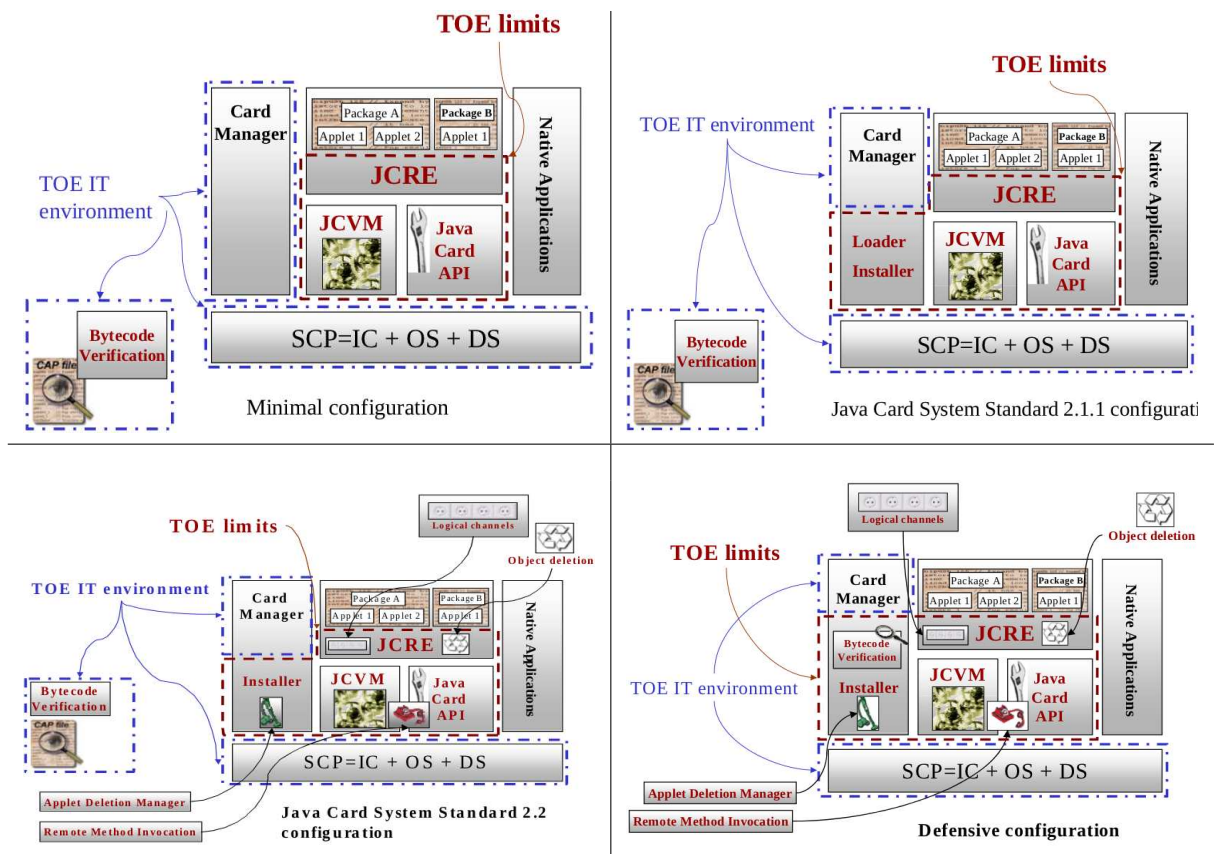 TOE limits
Card
Manager
Package A
Applet 1
Applet 2
Package B
Applet 1
JCRE
Native Applications
TOE IT
environment
JCVM
Java
Card
API
Bytecode
Verification
CAP file
SCP=IC + OS + DS
Minimal configuration
TOE limits
TOE IT environment
Card
Manager
Package A
Applet 1
Applet 2
Package B
Applet 1
JCRE
Native Applications
Loader
Installer
JCVM
Java
Card
API
Bytecode
Verification
CAP file
SCP=IC + OS + DS
Java Card System Standard 2.1.1 configurati
Logical channels
TOE limits
Object deletion
TOE IT environment
Card
Manager
Package A
Applet 1
Applet 2
Package B
Applet 1
JCRE
Native Applications
Installer
JCVM
Java
Card
API
Bytecode
Verification
CAP file
SCP=IC + OS + DS
Applet Deletion Manager
Remote Method Invocation
Java Card System Standard 2.2
configuration
Logical channels
Object deletion
TOE limits
Card
Manager
Package A
Applet 1
Applet 2
Package B
Applet 1
JCRE
Native Applications
Bytecode
Verification
Installer
JCVM
Java
Card
API
TOE IT environment
SCP=IC + OS + DS
Applet Deletion Manager
Remote Method Invocation
Defensive configuration